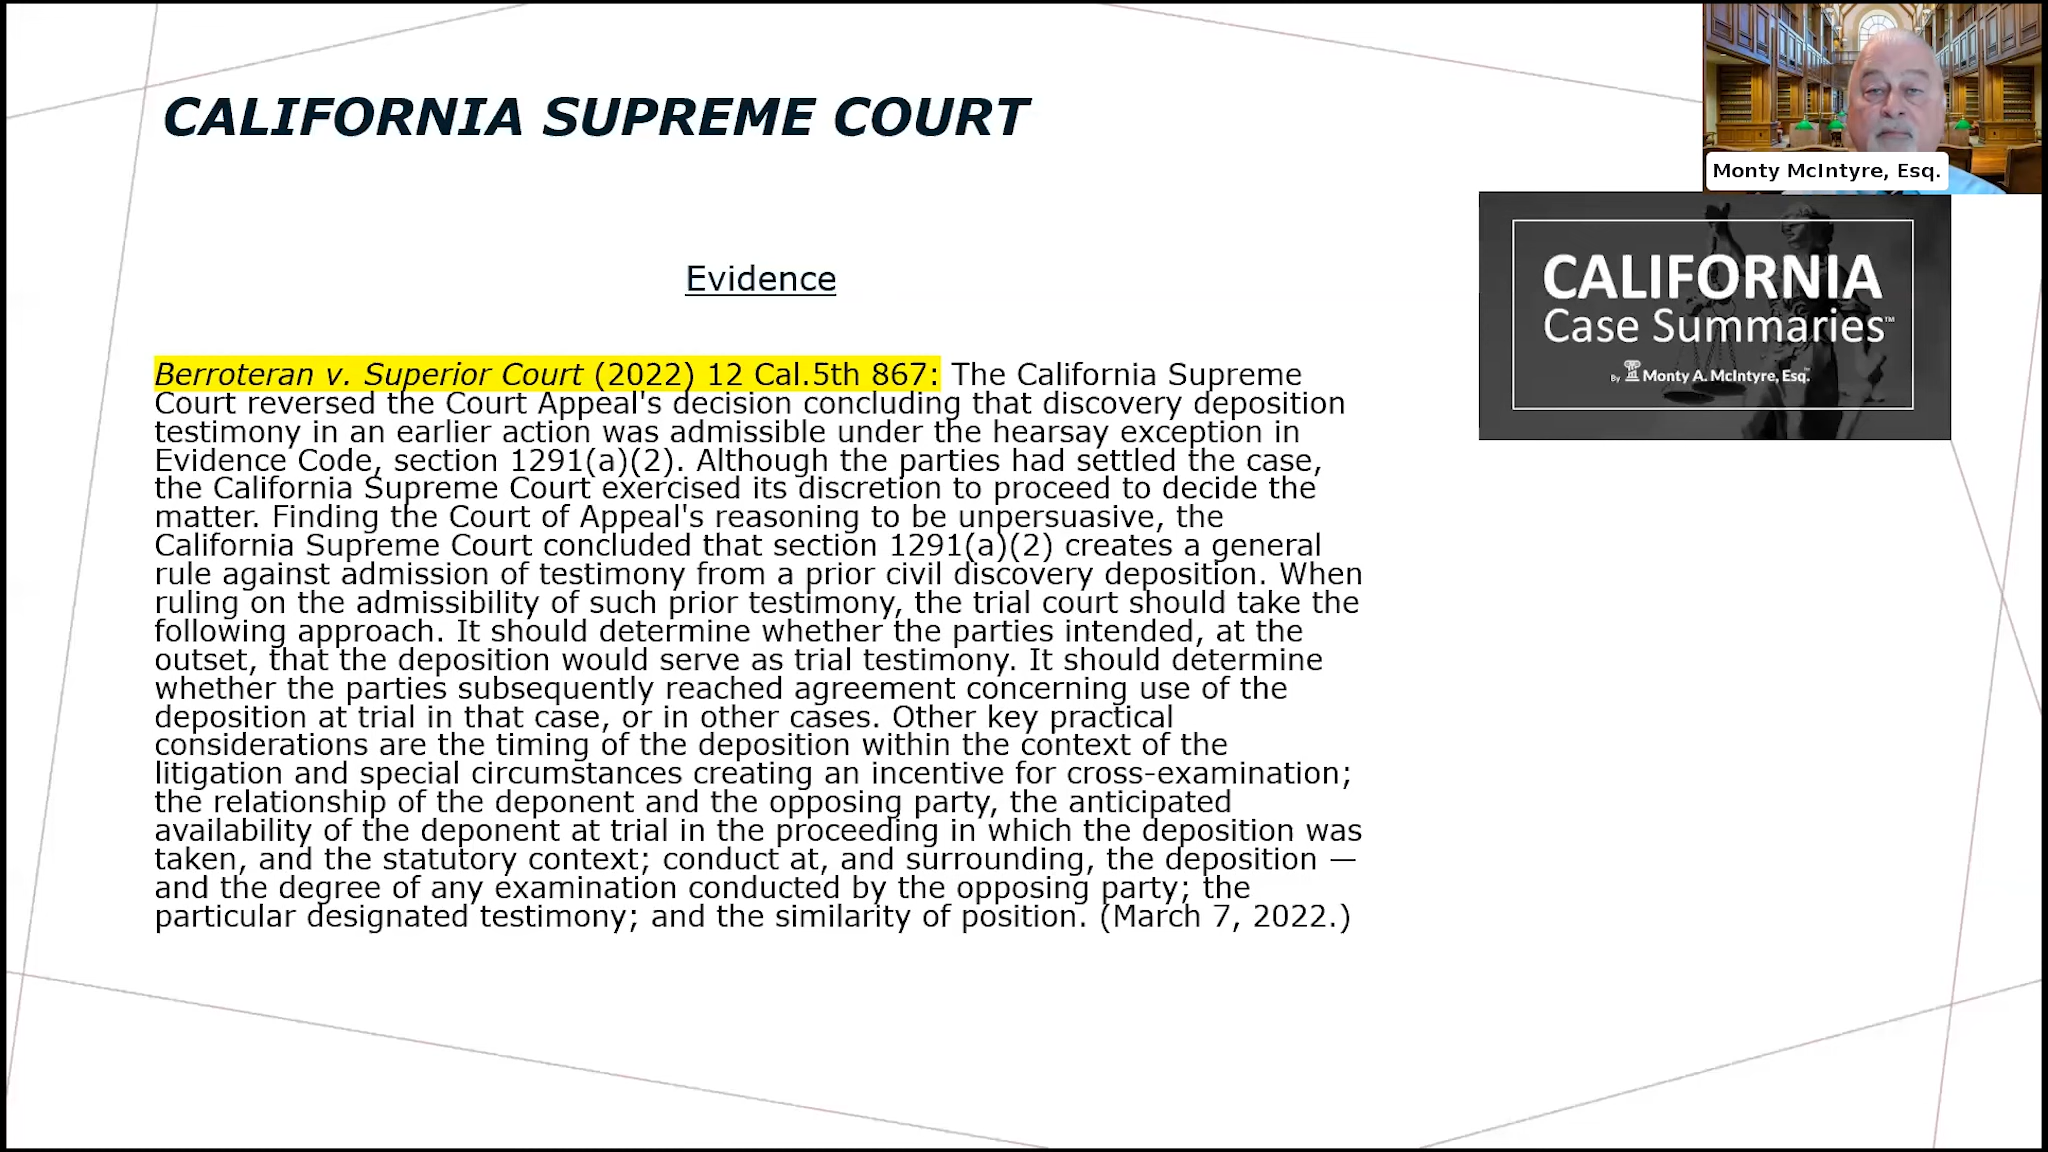 CALIFORNIA SUPREME COURT
Monty McIntyre, Esq.
CALIFORNIA
Case Summaries™
By Monty A. McIntyre, Esq.
Evidence
Berroteran v. Superior Court (2022) 12 Cal.5th 867: The California Supreme
Court reversed the Court Appeal's decision concluding that discovery deposition
testimony in an earlier action was admissible under the hearsay exception in
Evidence Code, section 1291(a)(2). Although the parties had settled the case,
the California Supreme Court exercised its discretion to proceed to decide the
matter. Finding the Court of Appeal's reasoning to be unpersuasive, the
California Supreme Court concluded that section 1291(a)(2) creates a general
rule against admission of testimony from a prior civil discovery deposition. When
ruling on the admissibility of such prior testimony, the trial court should take the
following approach. It should determine whether the parties intended, at the
outset, that the deposition would serve as trial testimony. It should determine
whether the parties subsequently reached agreement concerning use of the
deposition at trial in that case, or in other cases. Other key practical
considerations are the timing of the deposition within the context of the
litigation and special circumstances creating an incentive for cross-examination;
the relationship of the deponent and the opposing party, the anticipated
availability of the deponent at trial in the proceeding in which the deposition was
taken, and the statutory context; conduct at, and surrounding, the deposition —
and the degree of any examination conducted by the opposing party; the
particular designated testimony; and the similarity of position. (March 7, 2022.)